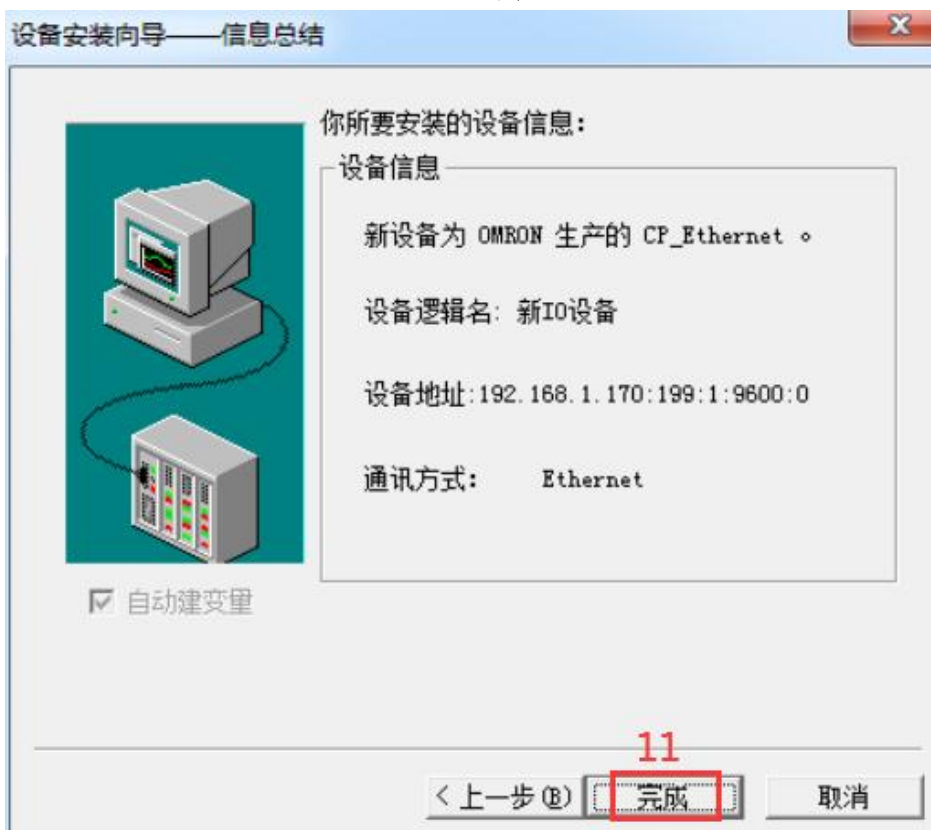 设备安装向导——信息总结
你所要安装的设备信息：
设备信息
新设备为 OMRON 生产的 CP_Ethernet 。
设备逻辑名: 新IO设备
设备地址:192.168.1.170:199:1:9600:0
通讯方式： Ethernet
自动建变量
11
<上一步(B) 完成 取消